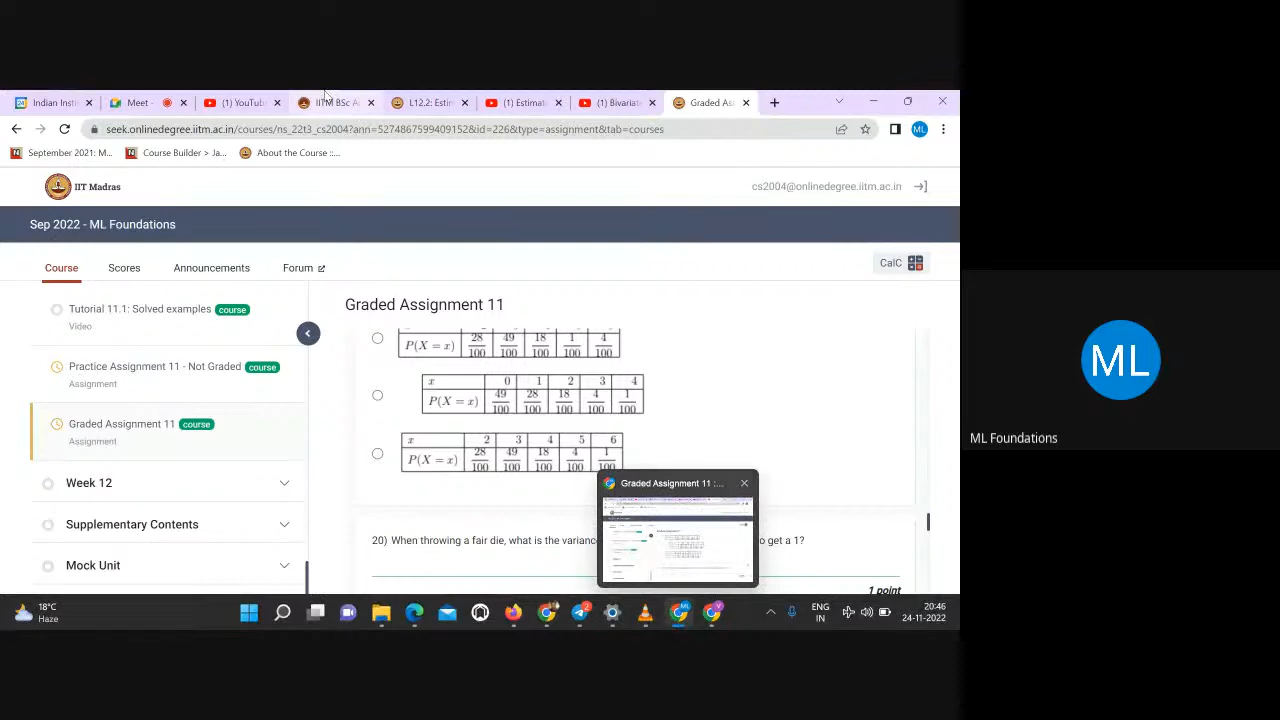 Indian Insti
Meet -
(1) YouTub
IITM BSc A
L12.2: Estin
(1) Estimat
(1) Bivariat
Graded Ass
seek.onlinedegree.iitm.ac.in/courses/ns_22t3_cs2004?ann=5274867599409152&id=226&type=assignment&tab=courses
ML
September 2021: M...
Course Builder > Ja...
About the Course ::...
IIT Madras
cs2004@onlinedegree.iitm.ac.in
Sep 2022 - ML Foundations
Course
Scores
Announcements
Forum
CalC
Tutorial 11.1: Solved examples course
Video
Practice Assignment 11 - Not Graded course
Assignment
Graded Assignment 11 course
Assignment
Week 12
Supplementary Contents
Mock Unit
Graded Assignment 11
P(X = x) 28/100 49/100 18/100 1/100 4/100
x 0 1 2 3 4
P(X = x) 49/100 28/100 18/100 4/100 1/100
x 2 3 4 5 6
P(X = x) 28/100 49/100 18/100 4/100 1/100
Graded Assignment 11 :...
20) When throwing a fair die, what is the variance
o get a 1?
1 point
18°C
Haze
ENG
IN
20:46
24-11-2022
ML
ML Foundations